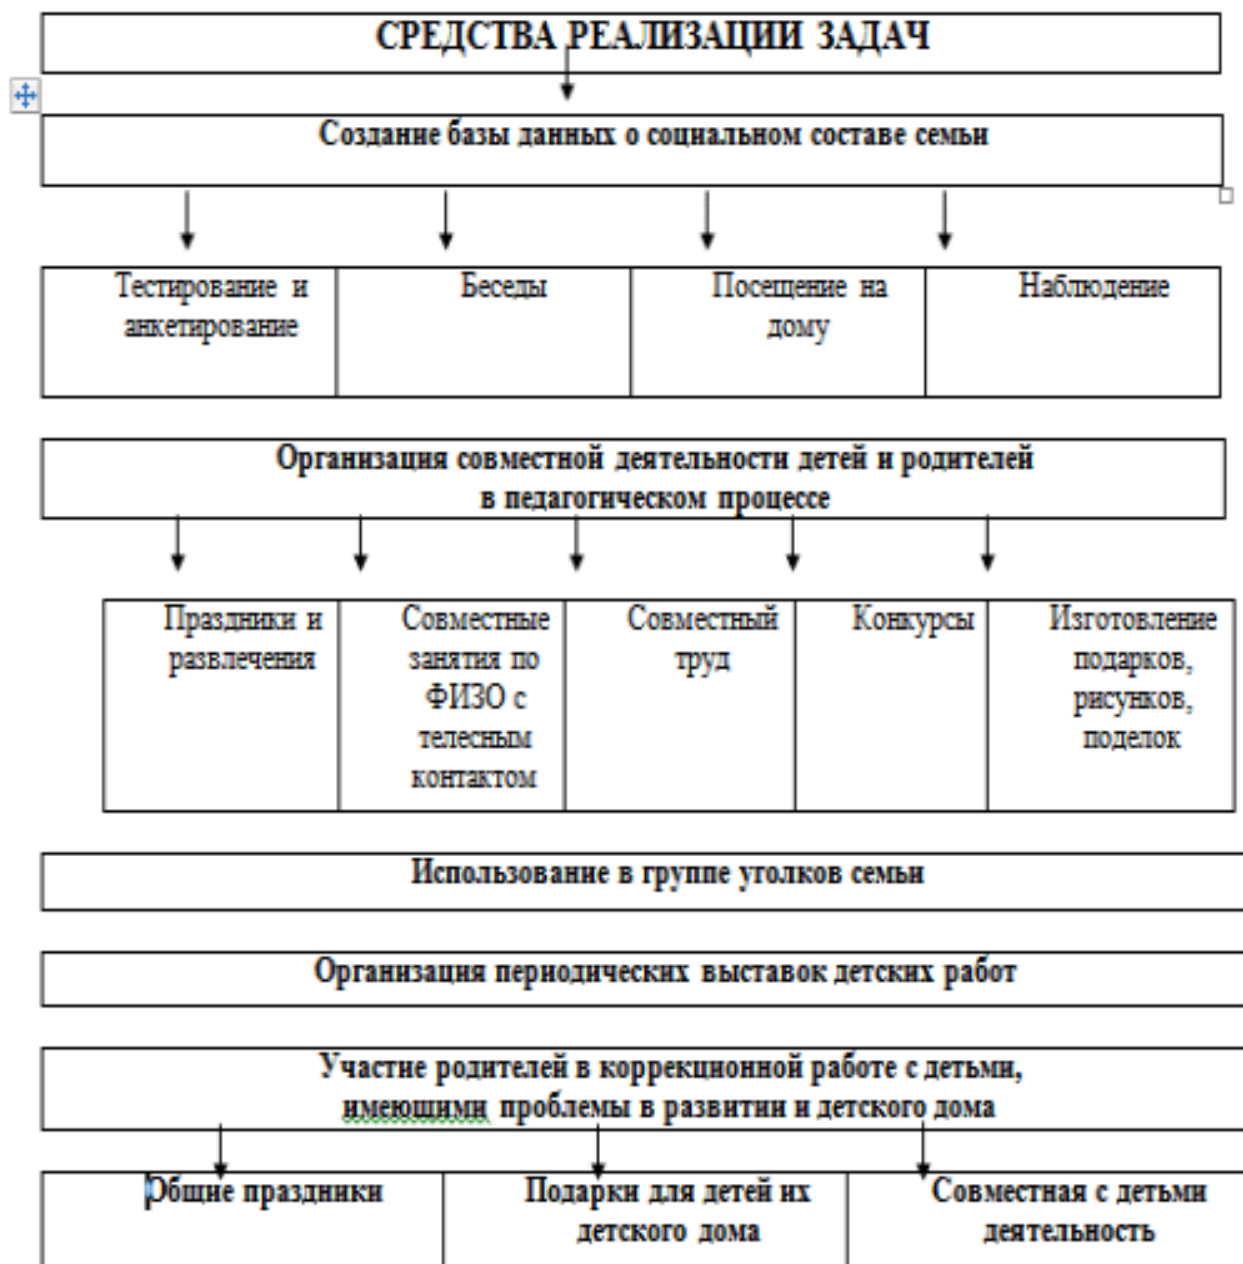 СРЕДСТВА РЕАЛИЗАЦИИ ЗАДАЧ
Создание базы данных о социальном составе семьи
Тестирование и
анкетирование
Беседы
Посещение на
дому
Наблюдение
Организация совместной деятельности детей и родителей
в педагогическом процессе
Праздники и
развлечения
Совместные
занятия по
ФИЗО с
телесным
контактом
Совместный
труд
Конкурсы
Изготовление
подарков,
рисунков,
поделок
Использование в группе уголков семьи
Организация периодических выставок детских работ
Участие родителей в коррекционной работе с детьми,
имеющими проблемы в развитии и детского дома
Общие праздники
Подарки для детей их
детского дома
Совместная с детьми
деятельность